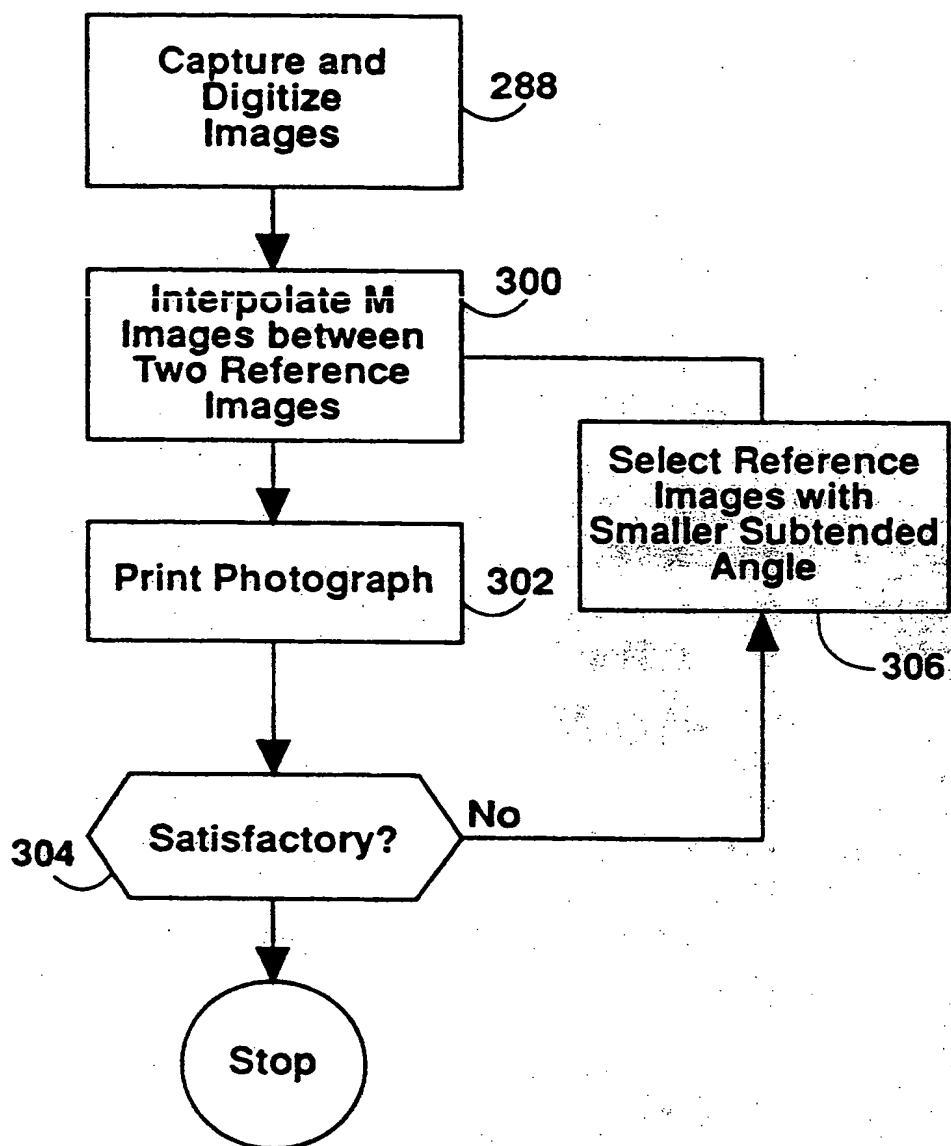 Capture and
Digitize
Images
288
Interpolate M
Images between
Two Reference
Images
300
Select Reference
Images with
Smaller Subtended
Angle
306
Print Photograph
302
Satisfactory?
No
304
Stop